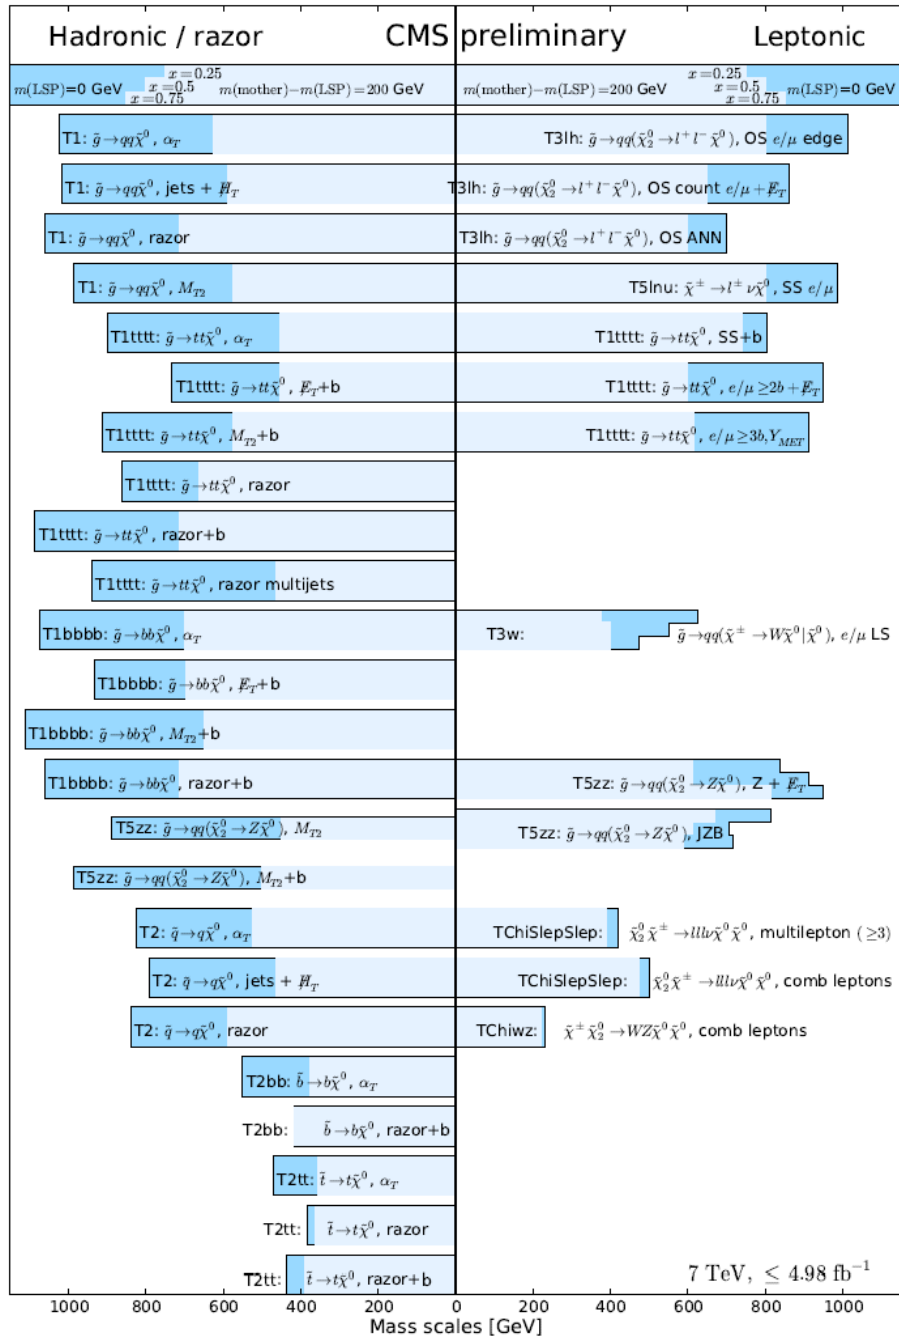 Hadronic / razor CMS preliminary Leptonic
m(LSP)=0 GeV x=0.25 x=0.5 x=0.75 m(mother)−m(LSP)=200 GeV m(mother)−m(LSP)=200 GeV x=0.25 x=0.5 x=0.75 m(LSP)=0 GeV
T1: g̃→qqχ̃⁰, α_T T3lh: g̃→qq(χ̃₂⁰→l⁺ l⁻ χ̃⁰), OS e/μ edge
T1: g̃→qqχ̃⁰, jets + H̸_T T3lh: g̃→qq(χ̃₂⁰→l⁺ l⁻ χ̃⁰), OS count e/μ+E̸_T
T1: g̃→qqχ̃⁰, razor T3lh: g̃→qq(χ̃₂⁰→l⁺ l⁻ χ̃⁰), OS ANN
T1: g̃→qqχ̃⁰, M_T2 T5lnu: χ̃^±→l^± νχ̃⁰, SS e/μ
T1tttt: g̃→ttχ̃⁰, α_T T1tttt: g̃→ttχ̃⁰, SS+b
T1tttt: g̃→ttχ̃⁰, E̸_T+b T1tttt: g̃→ttχ̃⁰, e/μ ≥2b+E̸_T
T1tttt: g̃→ttχ̃⁰, M_T2+b T1tttt: g̃→ttχ̃⁰, e/μ ≥3b, Y_MET
T1tttt: g̃→ttχ̃⁰, razor
T1tttt: g̃→ttχ̃⁰, razor+b
T1tttt: g̃→ttχ̃⁰, razor multijets
T1bbbb: g̃→bbχ̃⁰, α_T T3w: g̃→qq(χ̃^±→Wχ̃⁰|χ̃⁰), e/μ LS
T1bbbb: g̃→bbχ̃⁰, E̸_T+b
T1bbbb: g̃→bbχ̃⁰, M_T2+b
T1bbbb: g̃→bbχ̃⁰, razor+b T5zz: g̃→qq(χ̃₂⁰→Zχ̃⁰), Z + E̸_T
T5zz: g̃→qq(χ̃₂⁰→Zχ̃⁰), M_T2 T5zz: g̃→qq(χ̃₂⁰→Zχ̃⁰), JZB
T5zz: g̃→qq(χ̃₂⁰→Zχ̃⁰), M_T2+b
T2: q̃→qχ̃⁰, α_T TChiSlepSlep: χ̃₂⁰χ̃^±→lllνχ̃⁰χ̃⁰, multilepton (≥3)
T2: q̃→qχ̃⁰, jets + H̸_T TChiSlepSlep: χ̃₂⁰χ̃^±→lllνχ̃⁰χ̃⁰, comb leptons
T2: q̃→qχ̃⁰, razor TChiwz: χ̃^±χ̃₂⁰→WZχ̃⁰χ̃⁰, comb leptons
T2bb: b̃→bχ̃⁰, α_T
T2bb: b̃→bχ̃⁰, razor+b
T2tt: t̃→tχ̃⁰, α_T
T2tt: t̃→tχ̃⁰, razor
T2tt: t̃→tχ̃⁰, razor+b 7 TeV, ≤ 4.98 fb⁻¹
1000 800 600 400 200 0 200 400 600 800 1000
Mass scales [GeV]